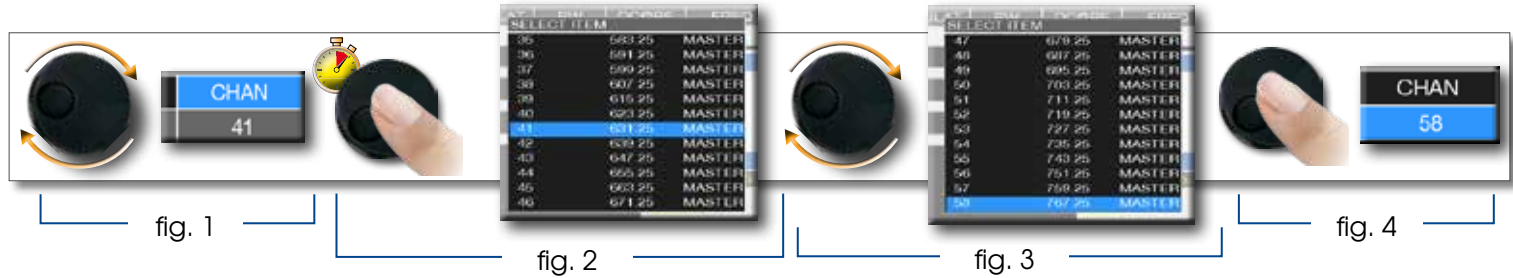 CHAN
41
SELECT ITEM
35 583.25 MASTER
36 591.25 MASTER
37 599.25 MASTER
38 607.25 MASTER
39 615.25 MASTER
40 623.25 MASTER
41 631.25 MASTER
42 639.25 MASTER
43 647.25 MASTER
44 655.25 MASTER
45 663.25 MASTER
46 671.25 MASTER
SELECT ITEM
47 679.25 MASTER
48 687.25 MASTER
49 695.25 MASTER
50 703.25 MASTER
51 711.25 MASTER
52 719.25 MASTER
53 727.25 MASTER
54 735.25 MASTER
55 743.25 MASTER
56 751.25 MASTER
57 759.25 MASTER
58 767.25 MASTER
CHAN
58
fig. 1
fig. 2
fig. 3
fig. 4